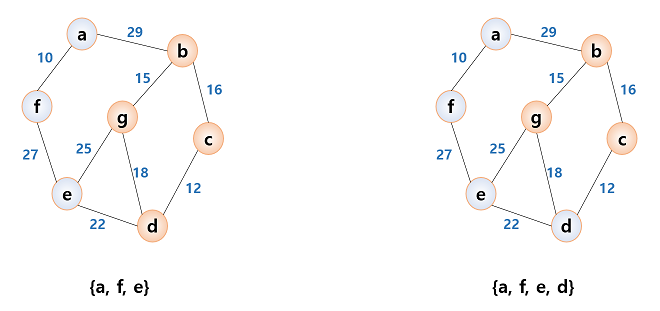 a 29 b
10 15 16
f g c
27 25 18 12
e 22 d
{a, f, e}
a 29 b
10 15 16
f g c
27 25 18 12
e 22 d
{a, f, e, d}